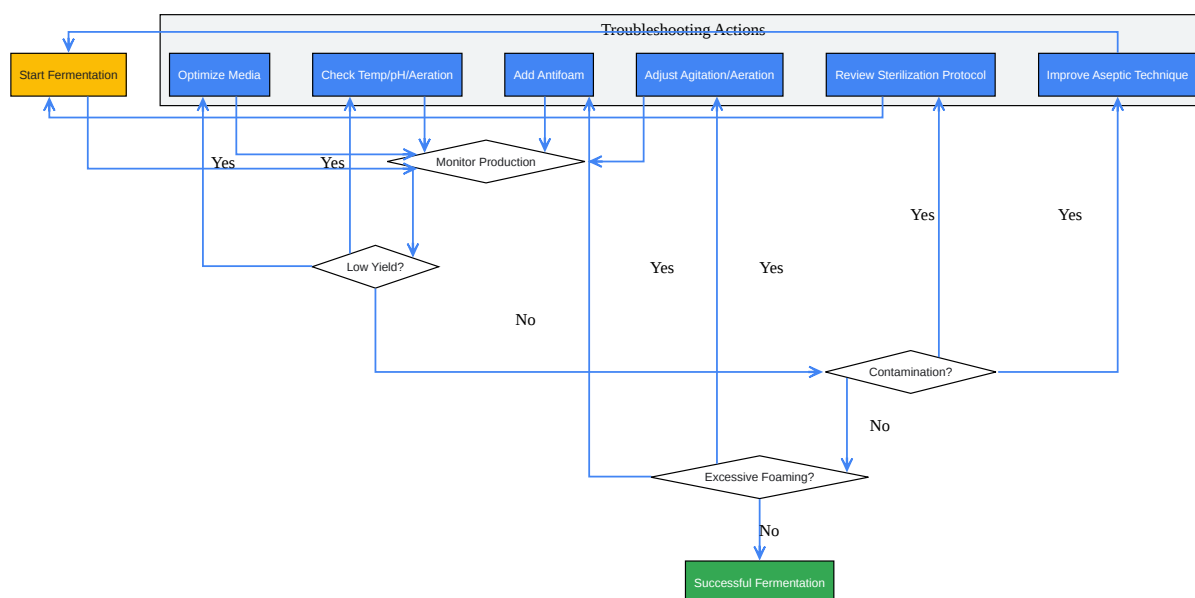 Troubleshooting Actions
Start Fermentation
Optimize Media
Check Temp/pH/Aeration
Add Antifoam
Adjust Agitation/Aeration
Review Sterilization Protocol
Improve Aseptic Technique
Monitor Production
Yes
Yes
Yes
Yes
Low Yield?
Yes
Yes
No
Contamination?
No
Excessive Foaming?
No
Successful Fermentation